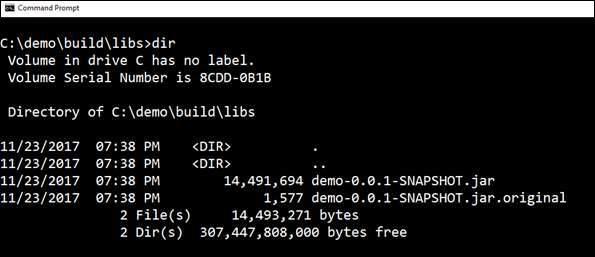 Command Prompt
C:\demo\build\libs>dir
 Volume in drive C has no label.
 Volume Serial Number is 8CDD-0B1B
 Directory of C:\demo\build\libs
11/23/2017  07:38 PM    <DIR>          .
11/23/2017  07:38 PM    <DIR>          ..
11/23/2017  07:38 PM        14,491,694 demo-0.0.1-SNAPSHOT.jar
11/23/2017  07:38 PM             1,577 demo-0.0.1-SNAPSHOT.jar.original
               2 File(s)     14,493,271 bytes
               2 Dir(s)  307,447,808,000 bytes free